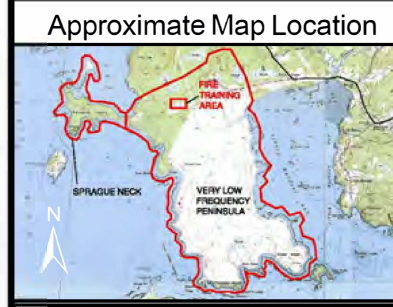 Approximate Map Location
FIRE
TRAINING
AREA
SPRAGUE NECK
VERY LOW
FREQUENCY
PENINSULA
N